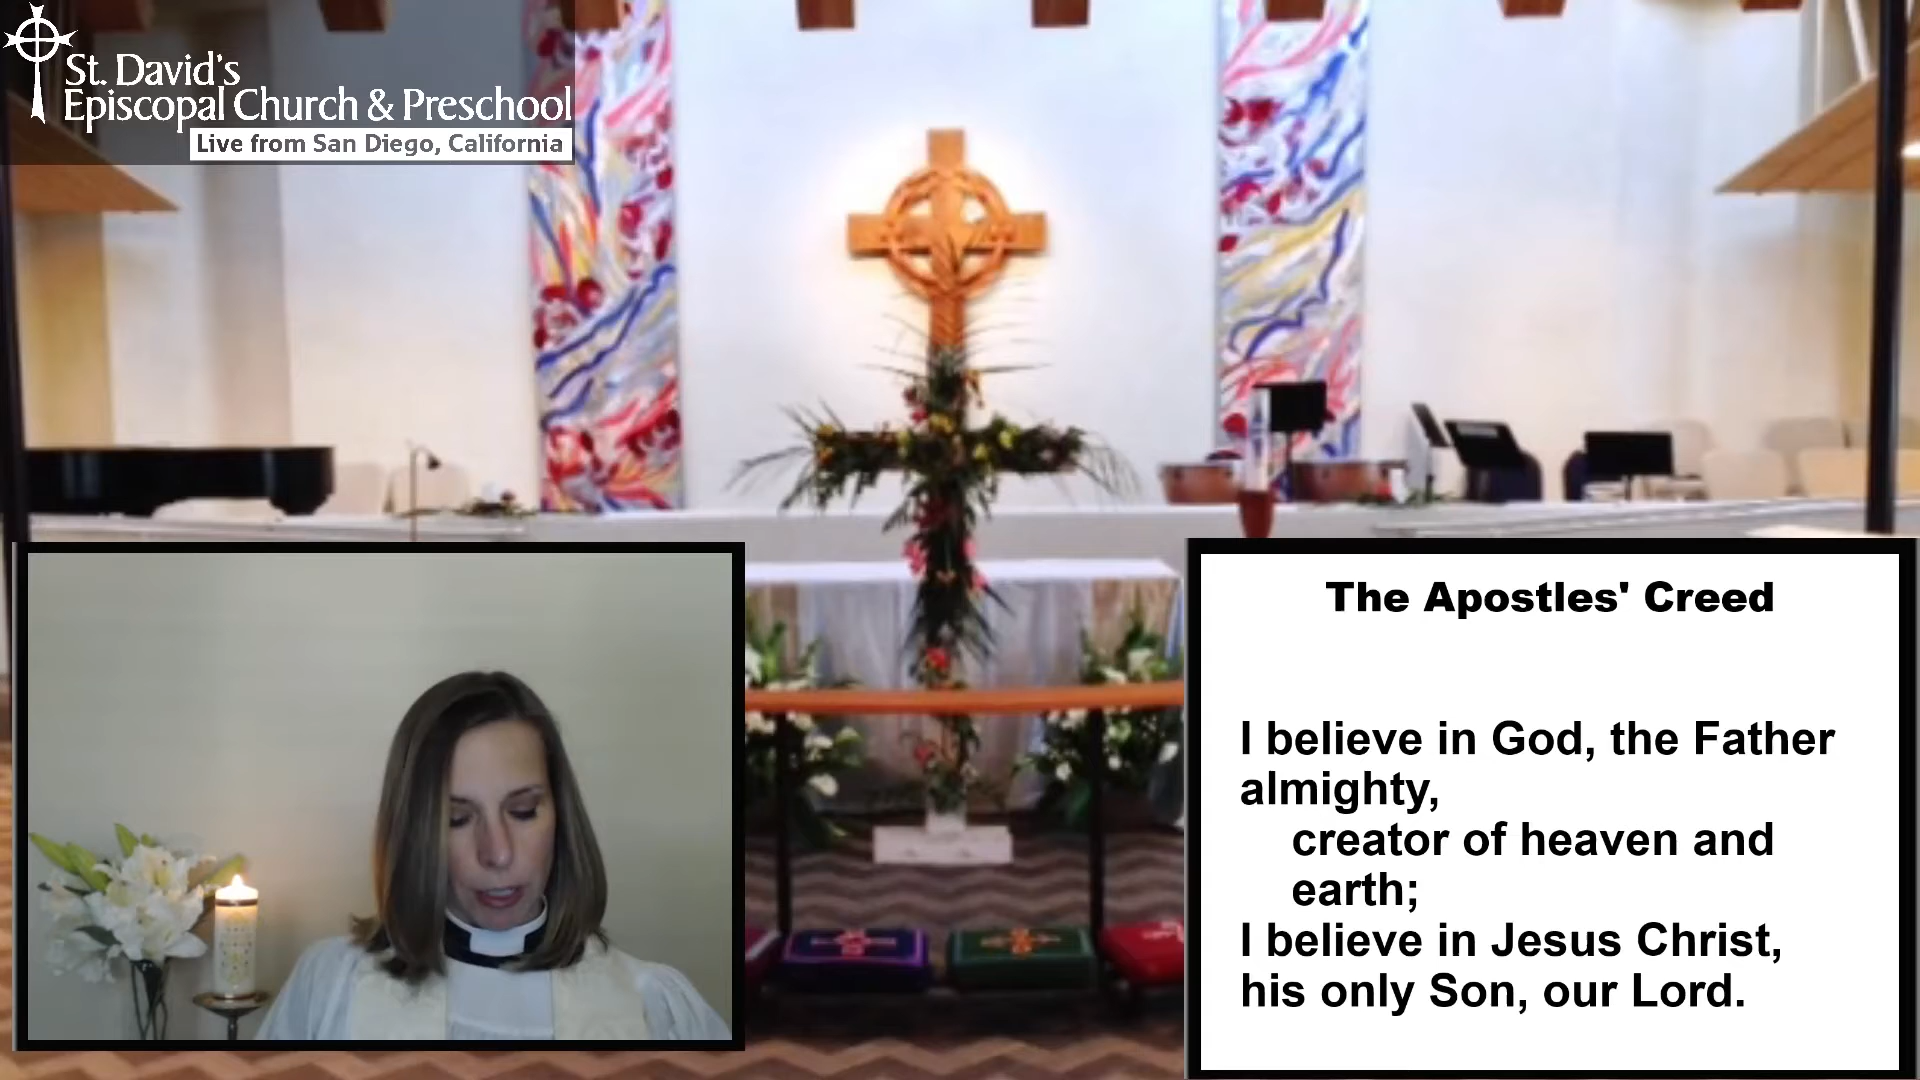 St. David's
Episcopal Church & Preschool
Live from San Diego, California
The Apostles' Creed
I believe in God, the Father
almighty,
creator of heaven and
earth;
I believe in Jesus Christ,
his only Son, our Lord.